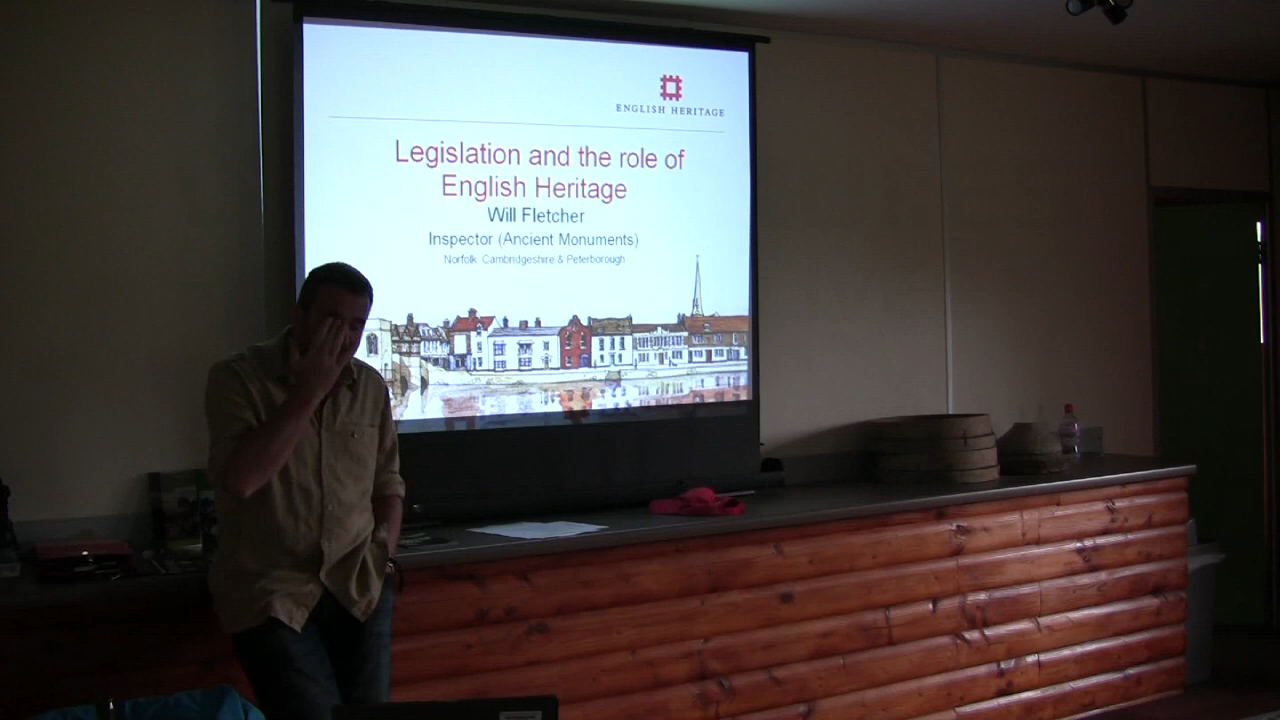 ENGLISH HERITAGE
Legislation and the role of
English Heritage
Will Fletcher
Inspector (Ancient Monuments)
Norfolk Cambridgeshire & Peterborough